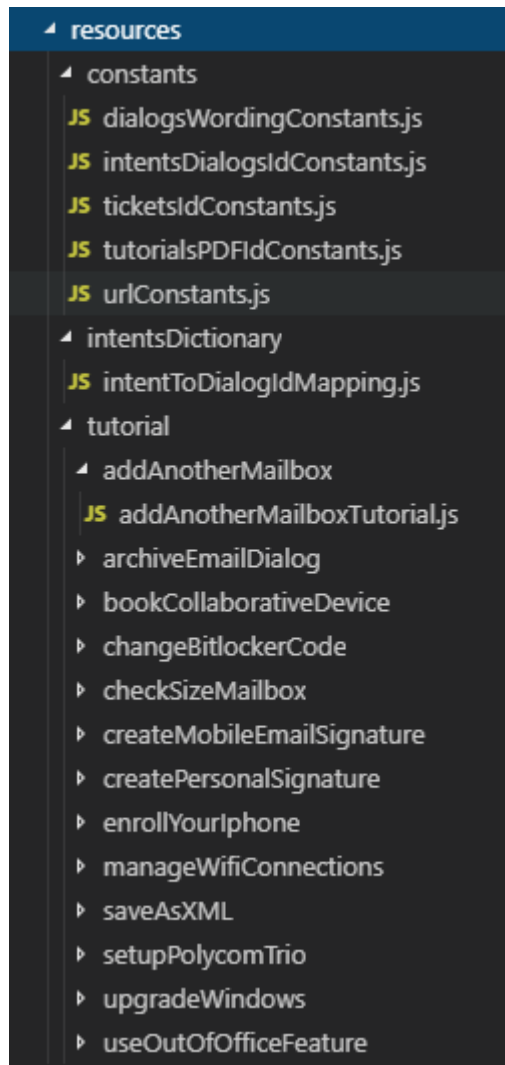 resources
constants
JS dialogsWordingConstants.js
JS intentsDialogsIdConstants.js
JS ticketsIdConstants.js
JS tutorialsPDFIdConstants.js
JS urlConstants.js
intentsDictionary
JS intentToDialogIdMapping.js
tutorial
addAnotherMailbox
JS addAnotherMailboxTutorial.js
archiveEmailDialog
bookCollaborativeDevice
changeBitlockerCode
checkSizeMailbox
createMobileEmailSignature
createPersonalSignature
enrollYourIphone
manageWifiConnections
saveAsXML
setupPolycomTrio
upgradeWindows
useOutOfOfficeFeature